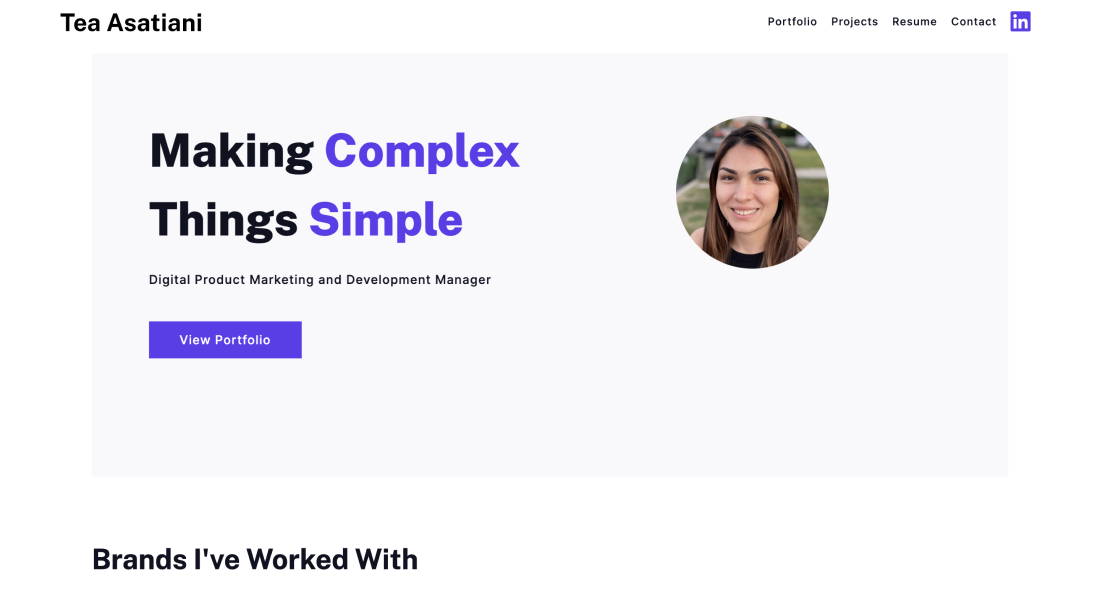 Tea Asatiani
Portfolio Projects Resume Contact in
Making Complex
Things Simple
Digital Product Marketing and Development Manager
View Portfolio
Brands I've Worked With